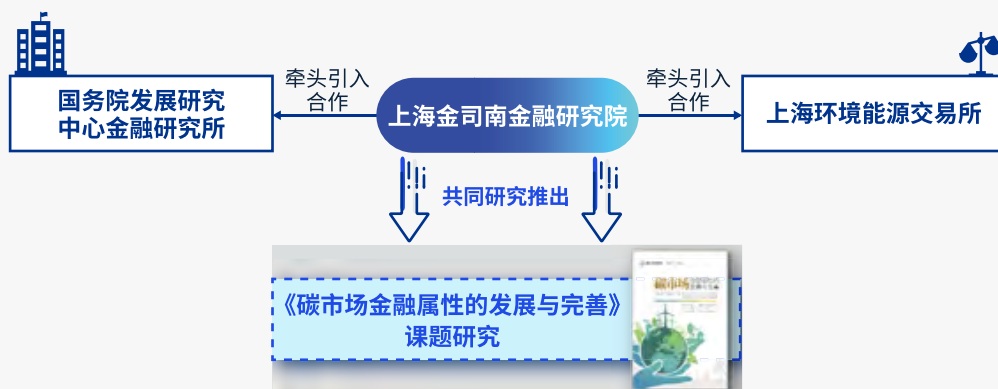 国务院发展研究
中心金融研究所
牵头引入
合作
上海金司南金融研究院
牵头引入
合作
上海环境能源交易所
共同研究推出
《碳市场金融属性的发展与完善》
课题研究
碳市场